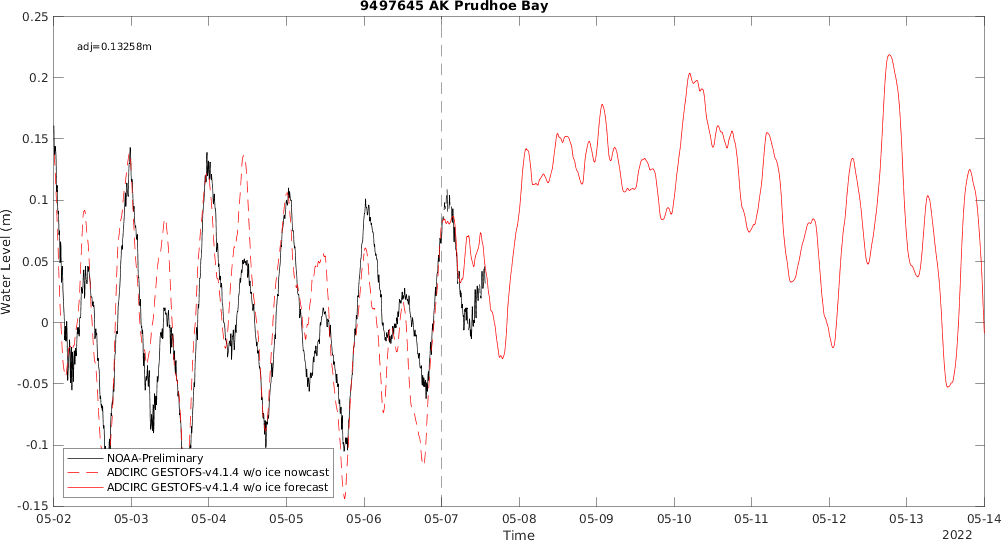 9497645 AK Prudhoe Bay
adj=0.13258m
0.25
0.2
0.15
0.1
0.05
0
-0.05
-0.1
-0.15
Water Level (m)
NOAA-Preliminary
ADCIRC GESTOFS-v4.1.4 w/o ice nowcast
ADCIRC GESTOFS-v4.1.4 w/o ice forecast
05-02 05-03 05-04 05-05 05-06 05-07 05-08 05-09 05-10 05-11 05-12 05-13 05-14
Time
2022